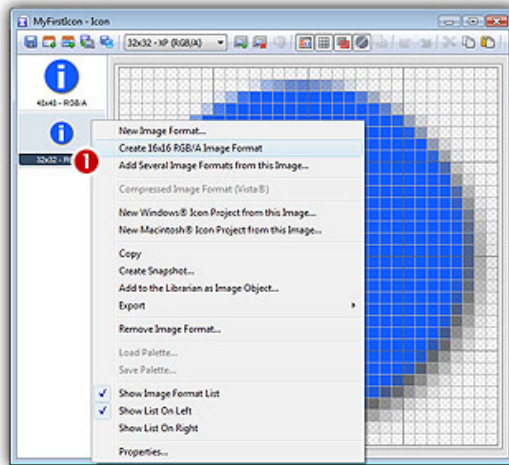 MyFirstIcon - Icon
32x32 - XP (RGB/A)
48x48 - RGB/A
32x32 -
1
New Image Format...
Create 16x16 RGB/A Image Format
Add Several Image Formats from this Image...
Compressed Image Format (Vista®)
New Windows® Icon Project from this Image...
New Macintosh® Icon Project from this Image...
Copy
Create Snapshot...
Add to the Librarian as Image Object...
Export
Remove Image Format...
Load Palette...
Save Palette...
Show Image Format List
Show List On Left
Show List On Right
Properties...